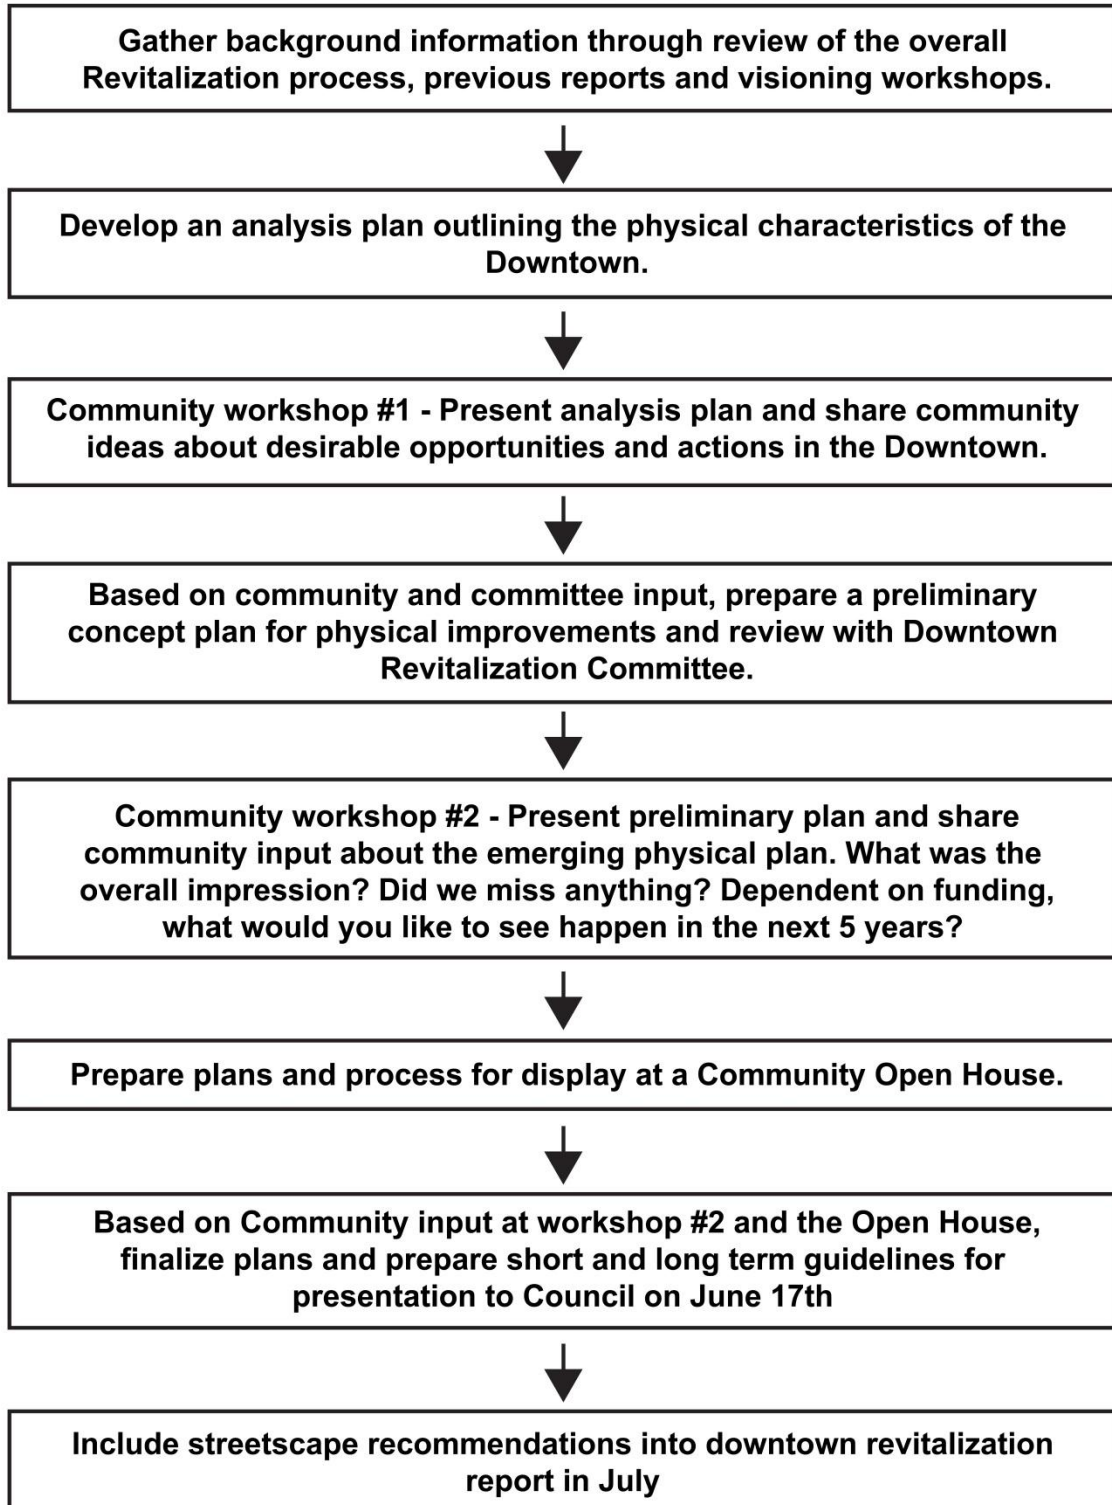 Gather background information through review of the overall
Revitalization process, previous reports and visioning workshops.
Develop an analysis plan outlining the physical characteristics of the
Downtown.
Community workshop #1 - Present analysis plan and share community
ideas about desirable opportunities and actions in the Downtown.
Based on community and committee input, prepare a preliminary
concept plan for physical improvements and review with Downtown
Revitalization Committee.
Community workshop #2 - Present preliminary plan and share
community input about the emerging physical plan. What was the
overall impression? Did we miss anything? Dependent on funding,
what would you like to see happen in the next 5 years?
Prepare plans and process for display at a Community Open House.
Based on Community input at workshop #2 and the Open House,
finalize plans and prepare short and long term guidelines for
presentation to Council on June 17th
Include streetscape recommendations into downtown revitalization
report in July